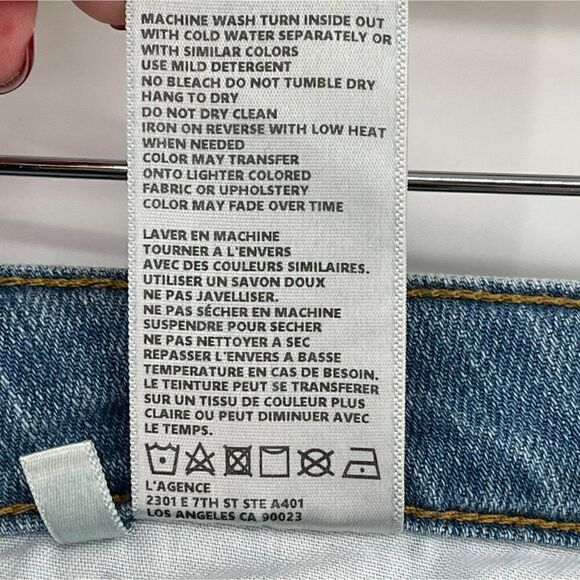 MACHINE WASH TURN INSIDE OUT
WITH COLD WATER SEPARATELY OR
WITH SIMILAR COLORS
USE MILD DETERGENT
NO BLEACH DO NOT TUMBLE DRY
HANG TO DRY
DO NOT DRY CLEAN
IRON ON REVERSE WITH LOW HEAT
WHEN NEEDED
COLOR MAY TRANSFER
ONTO LIGHTER COLORED
FABRIC OR UPHOLSTERY
COLOR MAY FADE OVER TIME
LAVER EN MACHINE
TOURNER A L'ENVERS
AVEC DES COULEURS SIMILAIRES.
UTILISER UN SAVON DOUX
NE PAS JAVELLISER.
NE PAS SÉCHER EN MACHINE
SUSPENDRE POUR SECHER
NE PAS NETTOYER A SEC
REPASSER L'ENVERS A BASSE
TEMPERATURE EN CAS DE BESOIN.
LE TEINTURE PEUT SE TRANSFERER
SUR UN TISSU DE COULEUR PLUS
CLAIRE OU PEUT DIMINUER AVEC
LE TEMPS.
L'AGENCE
2301 E 7TH ST STE A401
LOS ANGELES CA 90023